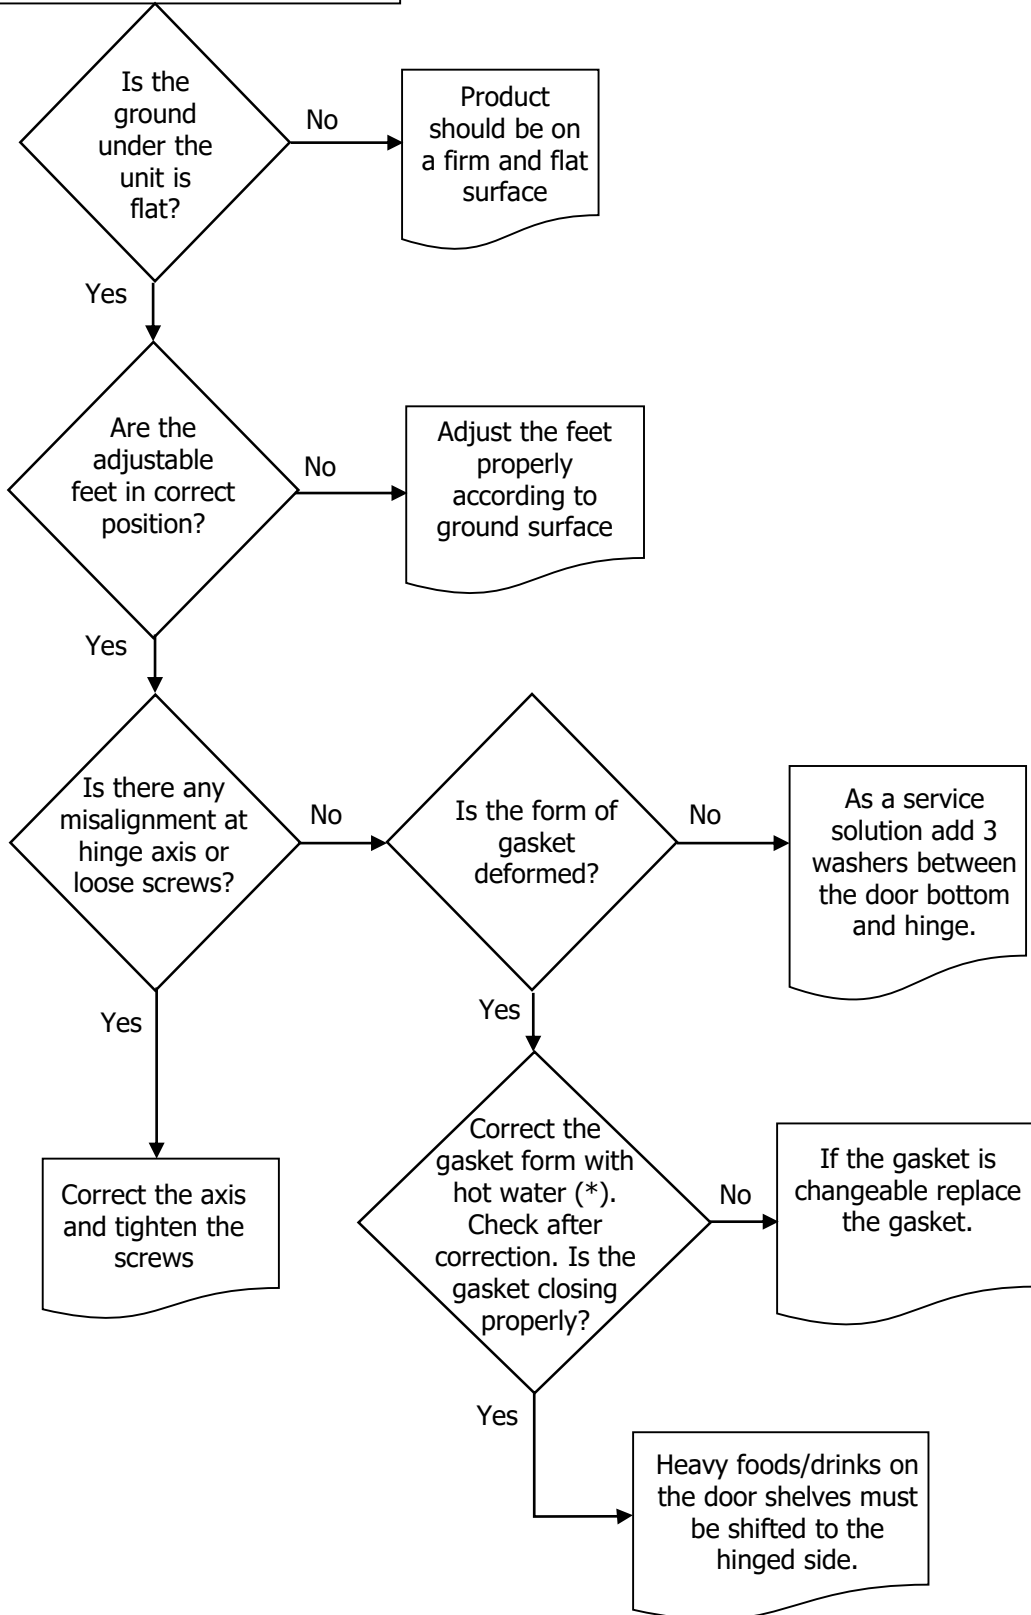 Is the
ground
under the
unit is
flat?
No
Product
should be on
a firm and flat
surface
Yes
Are the
adjustable
feet in correct
position?
No
Adjust the feet
properly
according to
ground surface
Yes
Is there any
misalignment at
hinge axis or
loose screws?
No
Is the form of
gasket
deformed?
No
As a service
solution add 3
washers between
the door bottom
and hinge.
Yes
Correct the axis
and tighten the
screws
Yes
Correct the
gasket form with
hot water (*).
Check after
correction. Is the
gasket closing
properly?
No
If the gasket is
changeable replace
the gasket.
Yes
Heavy foods/drinks on
the door shelves must
be shifted to the
hinged side.